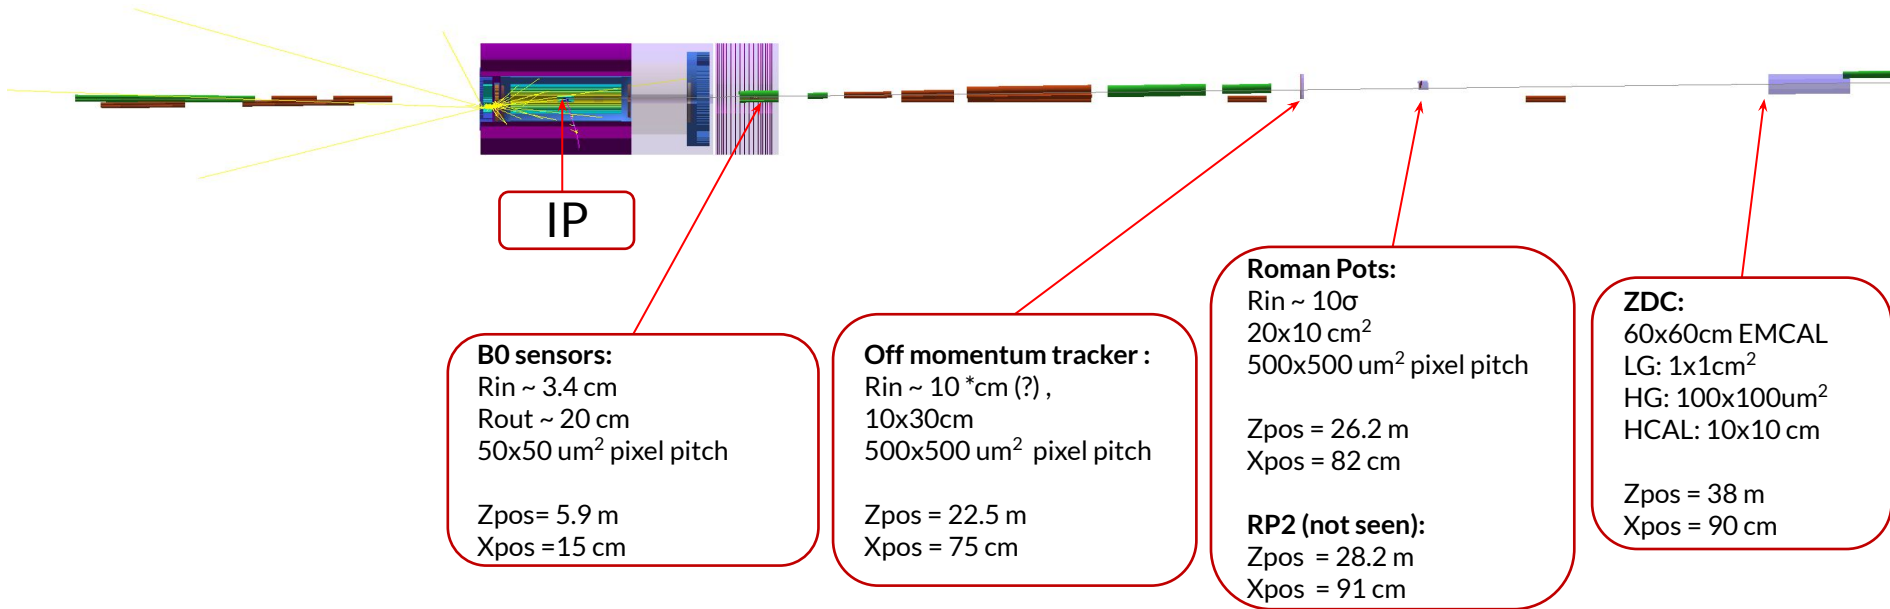 IP
B0 sensors:
Rin ~ 3.4 cm
Rout ~ 20 cm
50x50 um² pixel pitch
Zpos= 5.9 m
Xpos =15 cm
Off momentum tracker :
Rin ~ 10 *cm (?) ,
10x30cm
500x500 um² pixel pitch
Zpos = 22.5 m
Xpos = 75 cm
Roman Pots:
Rin ~ 10σ
20x10 cm²
500x500 um² pixel pitch
Zpos = 26.2 m
Xpos = 82 cm
RP2 (not seen):
Zpos = 28.2 m
Xpos = 91 cm
ZDC:
60x60cm EMCAL
LG: 1x1cm²
HG: 100x100um²
HCAL: 10x10 cm
Zpos = 38 m
Xpos = 90 cm